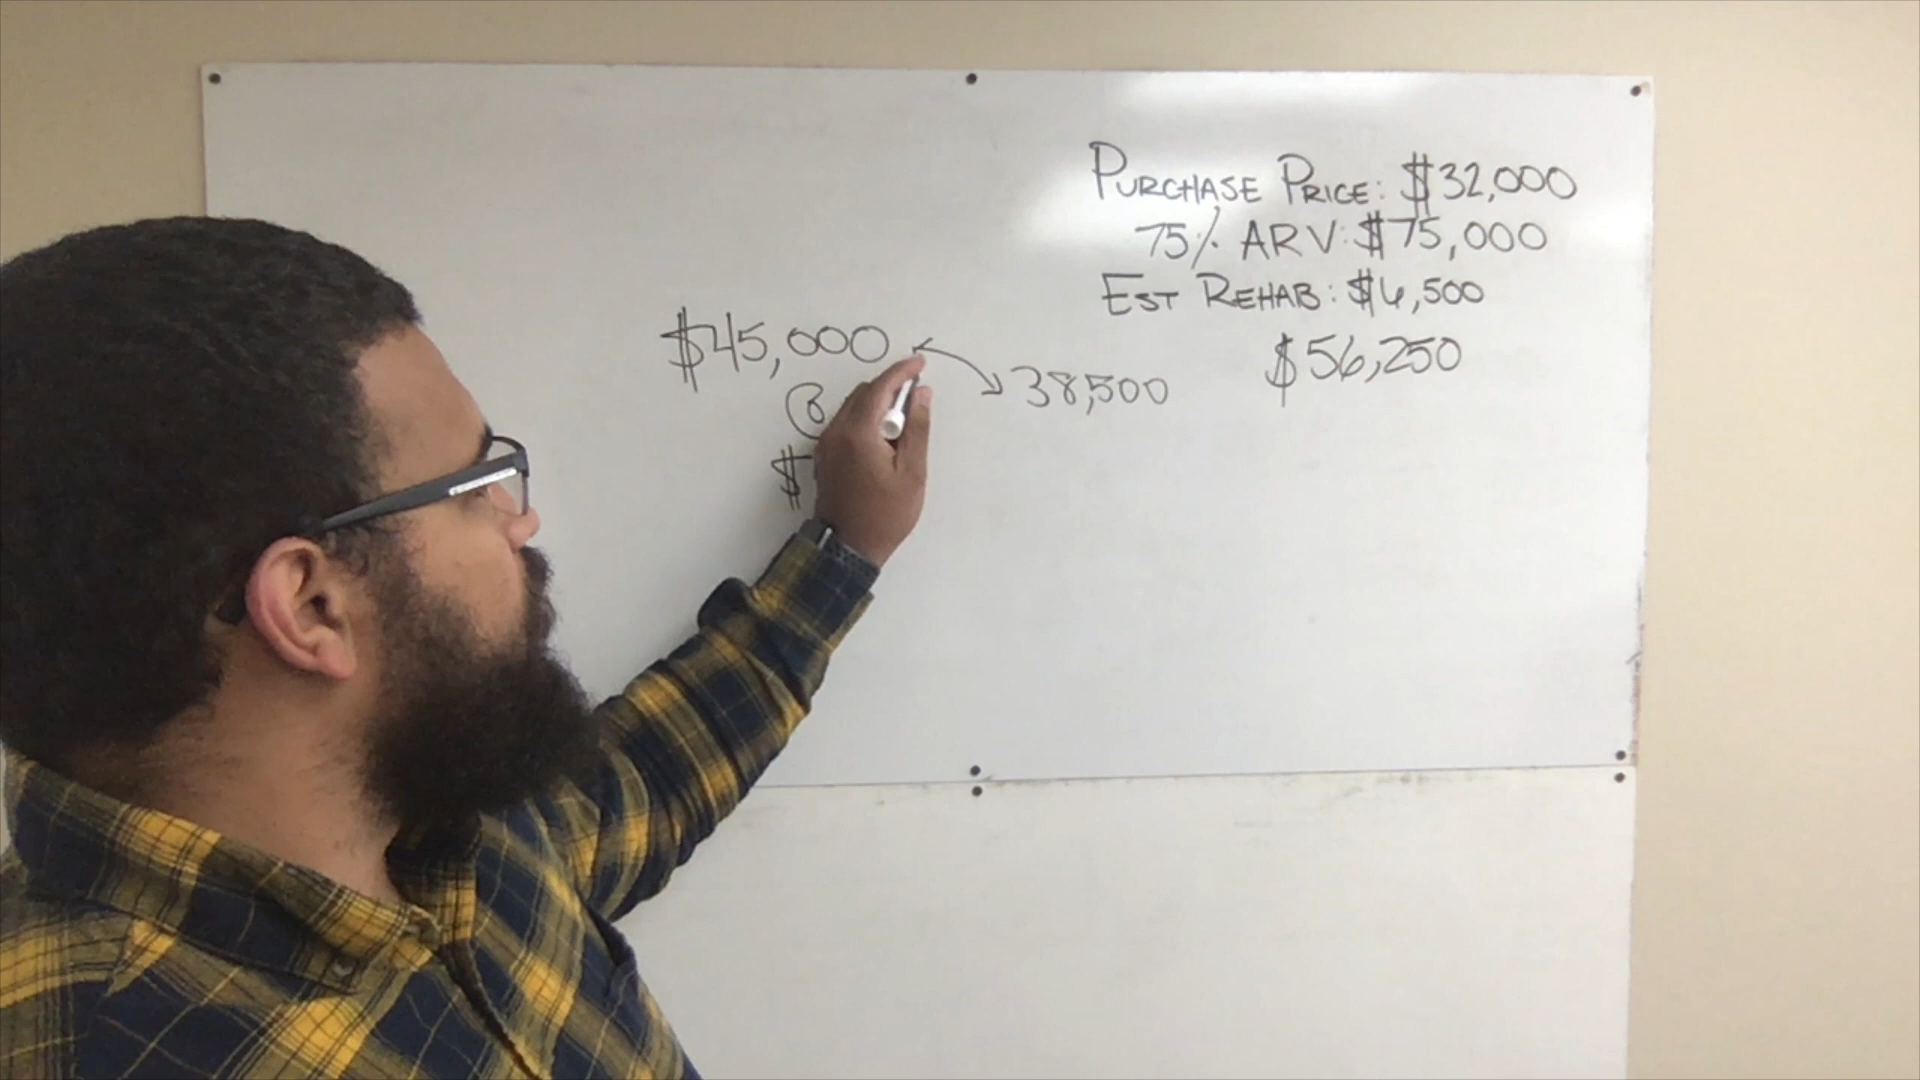 PURCHASE PRICE: $32,000
75% ARV: $75,000
EST REHAB: $6,500
$56,250
$45,000
38,500
$